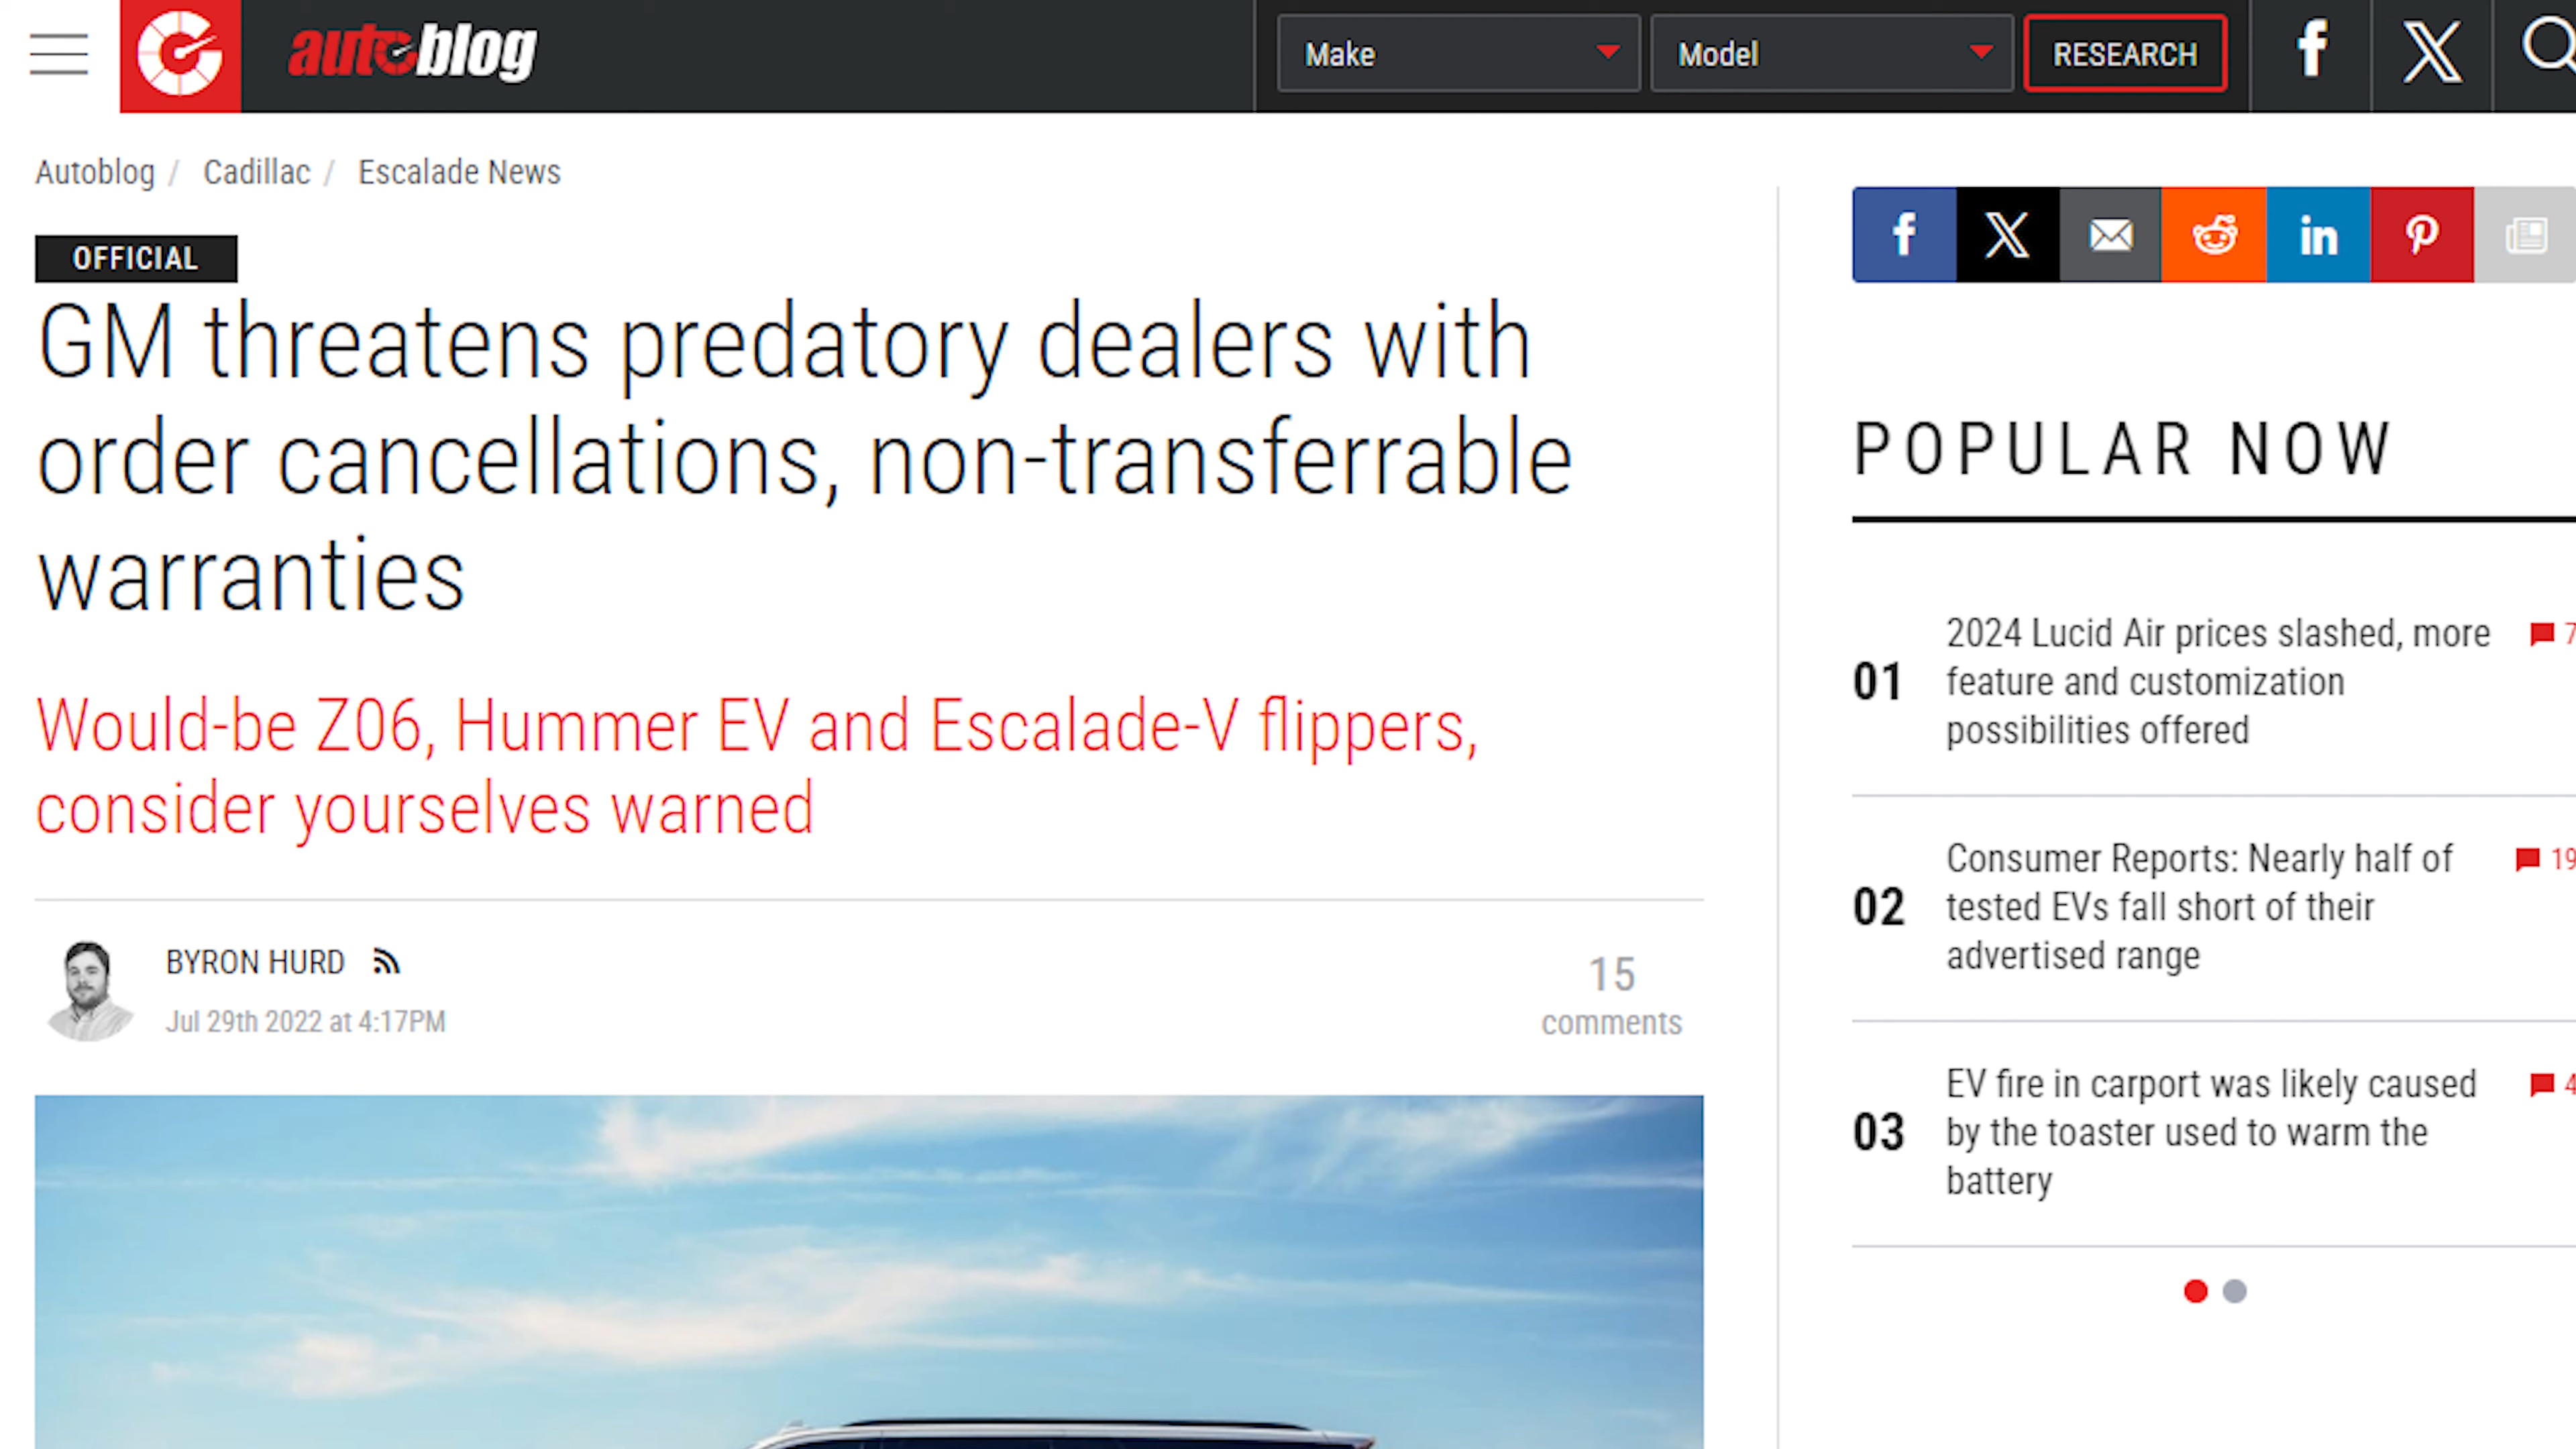 autoblog
Make
Model
RESEARCH
Autoblog / Cadillac / Escalade News
OFFICIAL
GM threatens predatory dealers with
order cancellations, non-transferrable
warranties
Would-be Z06, Hummer EV and Escalade-V flippers,
consider yourselves warned
BYRON HURD
Jul 29th 2022 at 4:17PM
15
comments
POPULAR NOW
01
2024 Lucid Air prices slashed, more
feature and customization
possibilities offered
02
Consumer Reports: Nearly half of
tested EVs fall short of their
advertised range
03
EV fire in carport was likely caused
by the toaster used to warm the
battery